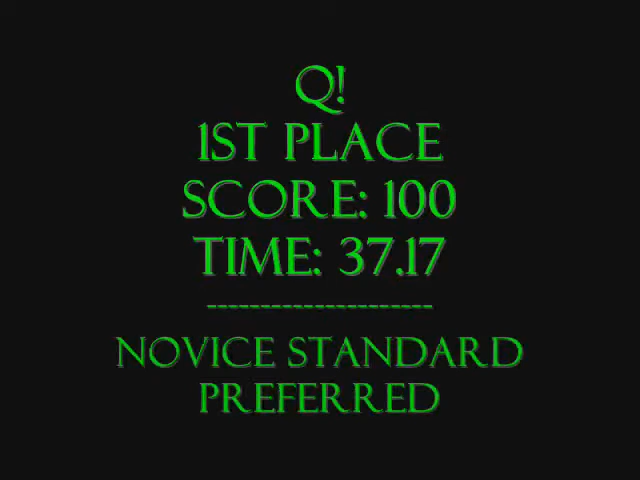 Q!
1ST PLACE
SCORE: 100
TIME: 37.17
---------------------
NOVICE STANDARD
PREFERRED